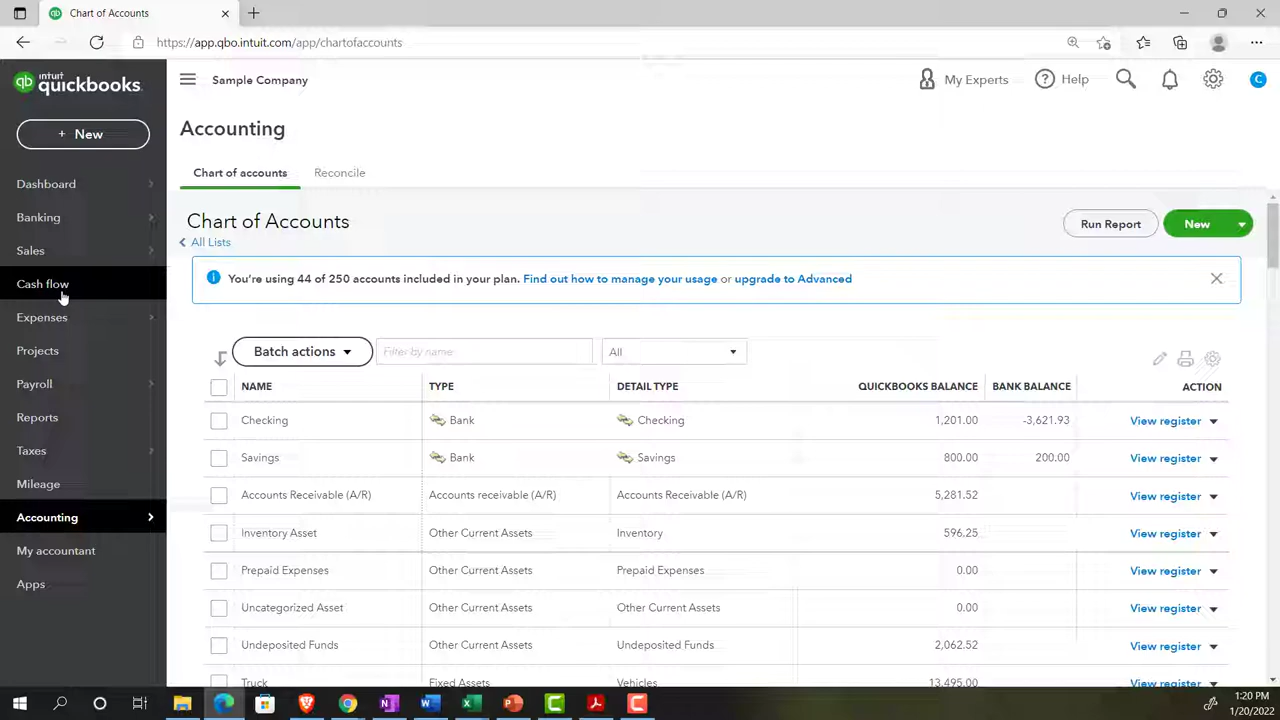 Chart of Accounts
https://app.qbo.intuit.com/app/chartofaccounts
intuit
quickbooks.
Sample Company
My Experts
Help
C
+ New
Dashboard
Banking
Sales
Cash flow
Expenses
Projects
Payroll
Reports
Taxes
Mileage
Accounting
My accountant
Apps
Accounting
Chart of accounts Reconcile
Chart of Accounts
All Lists
Run Report
New
You're using 44 of 250 accounts included in your plan. Find out how to manage your usage or upgrade to Advanced
Batch actions
Filter by name
All
NAME TYPE DETAIL TYPE QUICKBOOKS BALANCE BANK BALANCE ACTION
Checking Bank Checking 1,201.00 -3,621.93 View register
Savings Bank Savings 800.00 200.00 View register
Accounts Receivable (A/R) Accounts receivable (A/R) Accounts Receivable (A/R) 5,281.52 View register
Inventory Asset Other Current Assets Inventory 596.25 View register
Prepaid Expenses Other Current Assets Prepaid Expenses 0.00 View register
Uncategorized Asset Other Current Assets Other Current Assets 0.00 View register
Undeposited Funds Other Current Assets Undeposited Funds 2,062.52 View register
Truck Fixed Assets Vehicles 13,495.00 View register
1:20 PM
1/20/2022